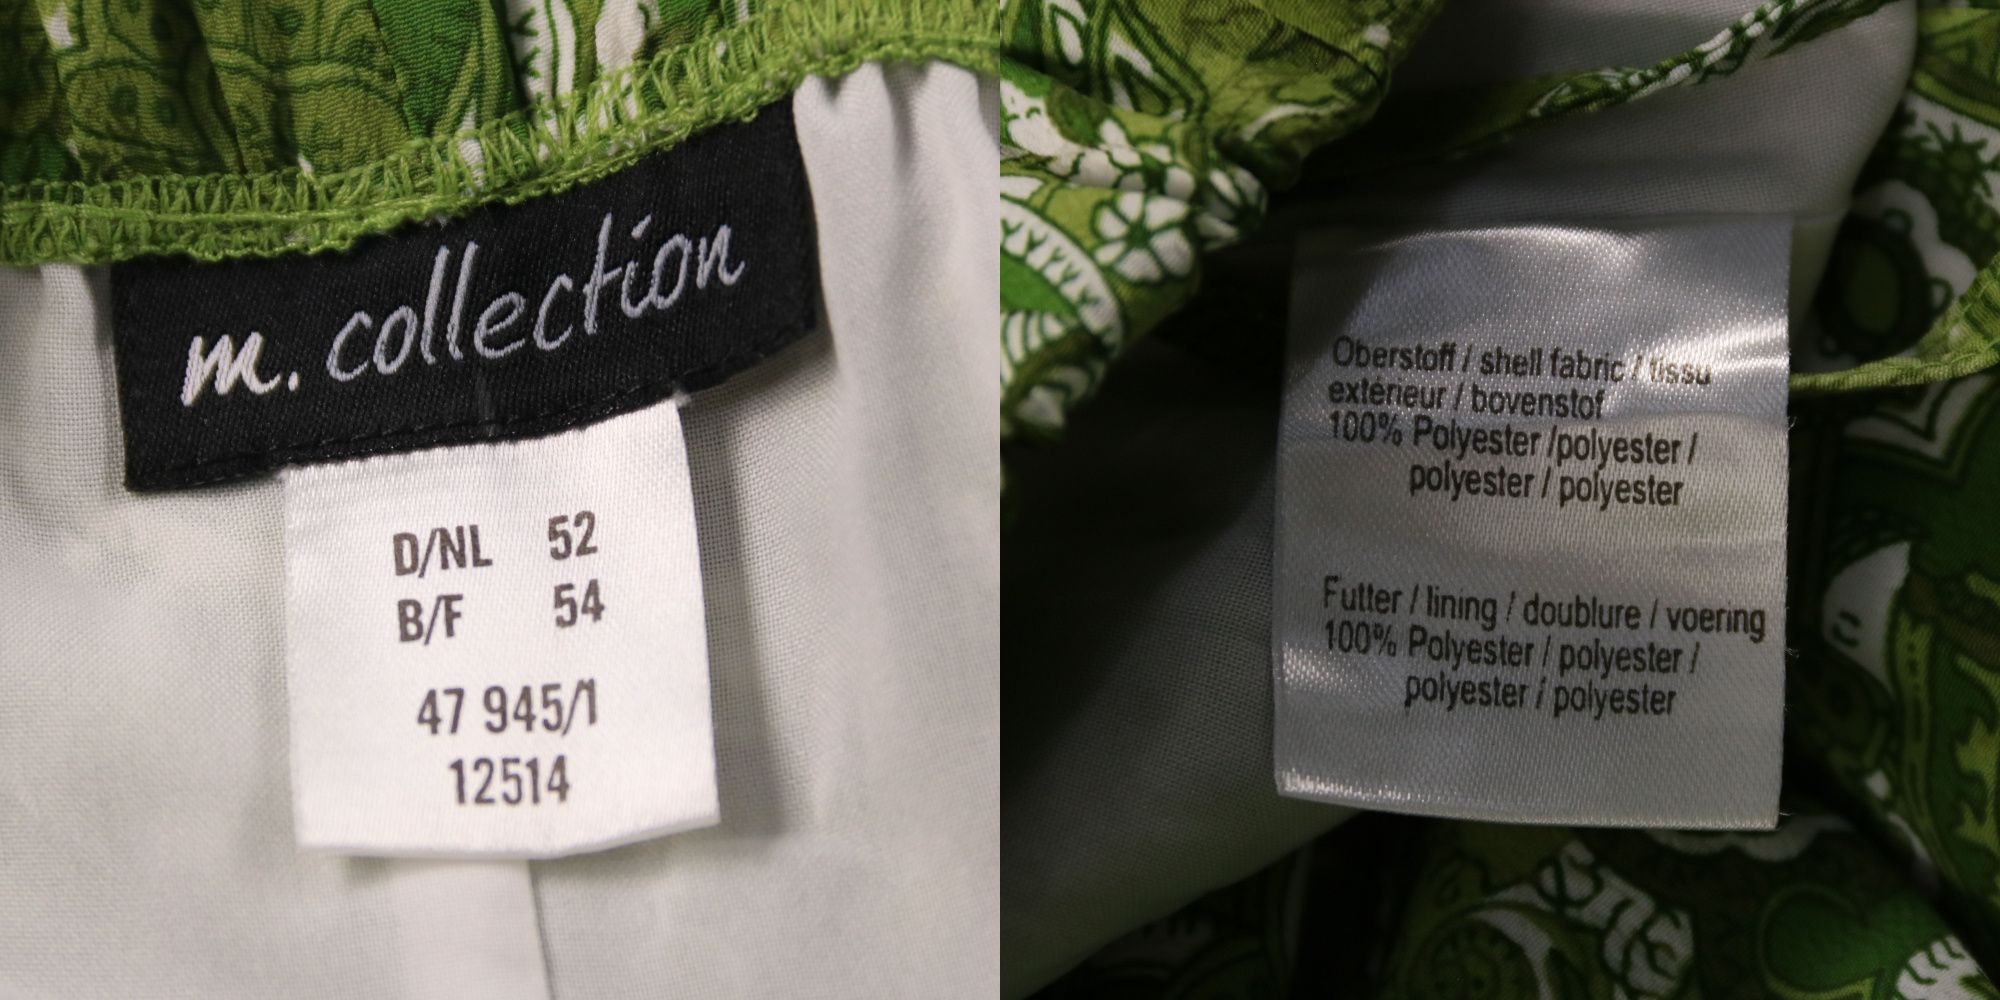 m. collection
D/NL 52
B/F 54
47 945/1
12514
Oberstoff / shell fabric / tissu
extérieur / bovenstof
100% Polyester /polyester /
polyester / polyester
Futter / lining / doublure / voering
100% Polyester / polyester /
polyester / polyester